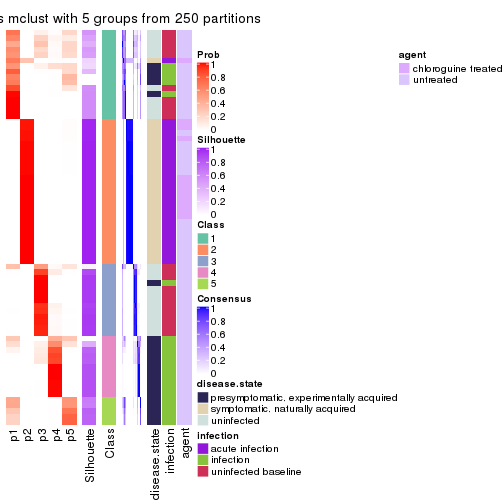 s mclust with 5 groups from 250 partitions
Prob
1
0.8
0.6
0.4
0.2
0
Silhouette
1
0.8
0.6
0.4
0.2
0
Class
1
2
3
4
5
Consensus
1
0.8
0.6
0.4
0.2
0
disease.state
presymptomatic. experimentally acquired
symptomatic. naturally acquired
uninfected
infection
acute infection
infection
uninfected baseline
agent
chloroquine treated
untreated
p1
p2
p3
p4
p5
Silhouette
Class
disease.state
infection
agent